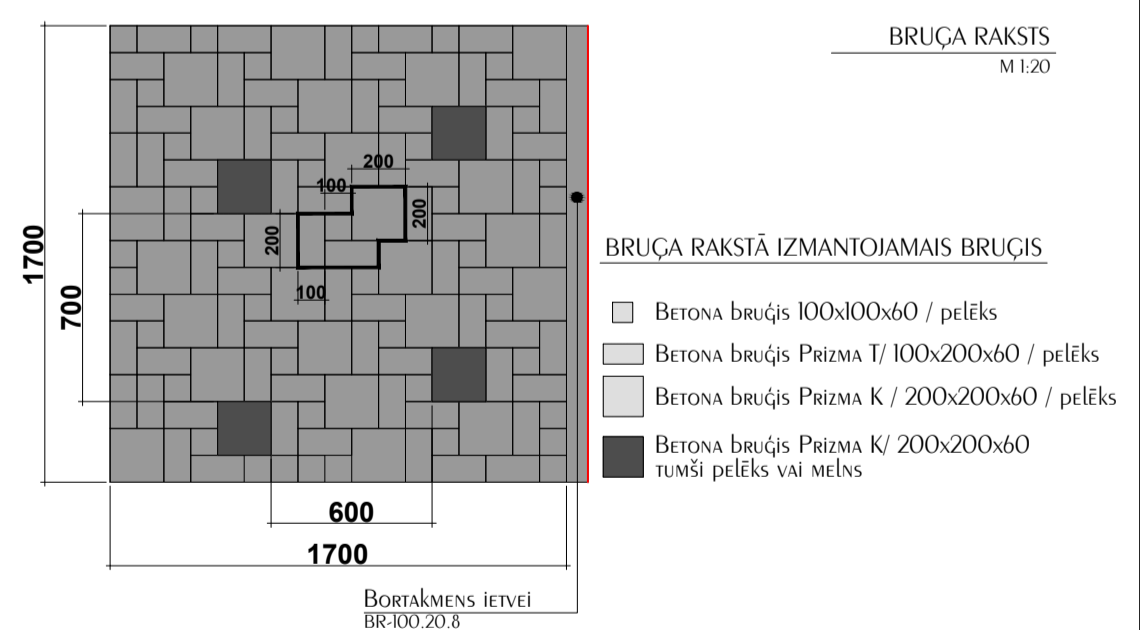 BRUĢA RAKSTS
M 1:20
1700
700
200
100
200
200
100
600
1700
BRUĢA RAKSTĀ IZMANTOJAMAIS BRUĢIS
BETONA bRUĢIS 100x100x60 / pElĒks
BETONA bRUĢIS PRIZMA T/ 100x200x60 / pElĒks
BETONA bRUĢIS PRIZMA K / 200x200x60 / pElĒks
BETONA bRUĢIS PRIZMA K/ 200x200x60
TUMŠI pElĒks VAI MElNS
BORTAkMENS IETVEI
BR-100.20.8